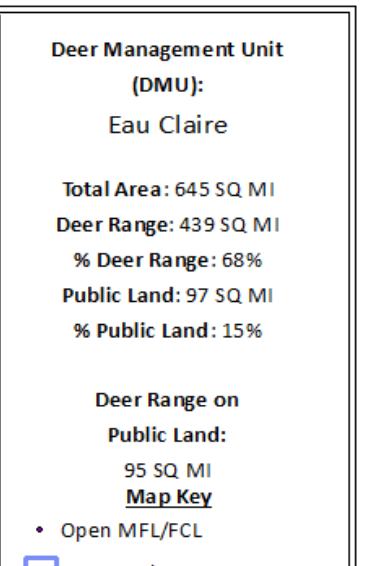 Deer Management Unit
(DMU):
Eau Claire
Total Area: 645 SQ MI
Deer Range: 439 SQ MI
% Deer Range: 68%
Public Land: 97 SQ MI
% Public Land: 15%
Deer Range on
Public Land:
95 SQ MI
Map Key
• Open MFL/FCL